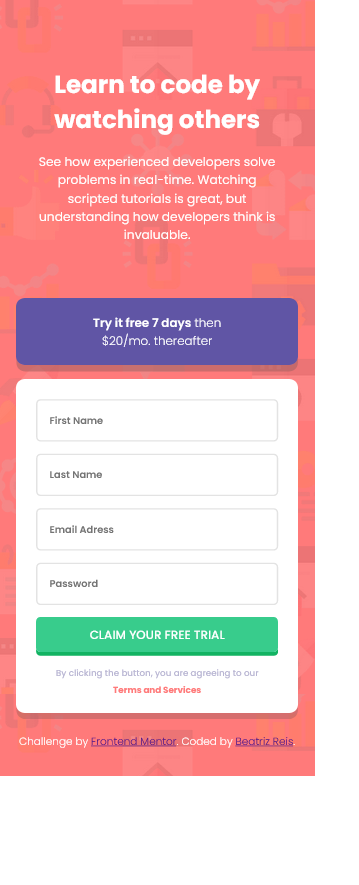 Learn to code by
watching others
See how experienced developers solve
problems in real-time. Watching
scripted tutorials is great, but
understanding how developers think is
invaluable.
Try it free 7 days then
$20/mo. thereafter
First Name
Last Name
Email Adress
Password
CLAIM YOUR FREE TRIAL
By clicking the button, you are agreeing to our
Terms and Services
Challenge by Frontend Mentor. Coded by Beatriz Reis.